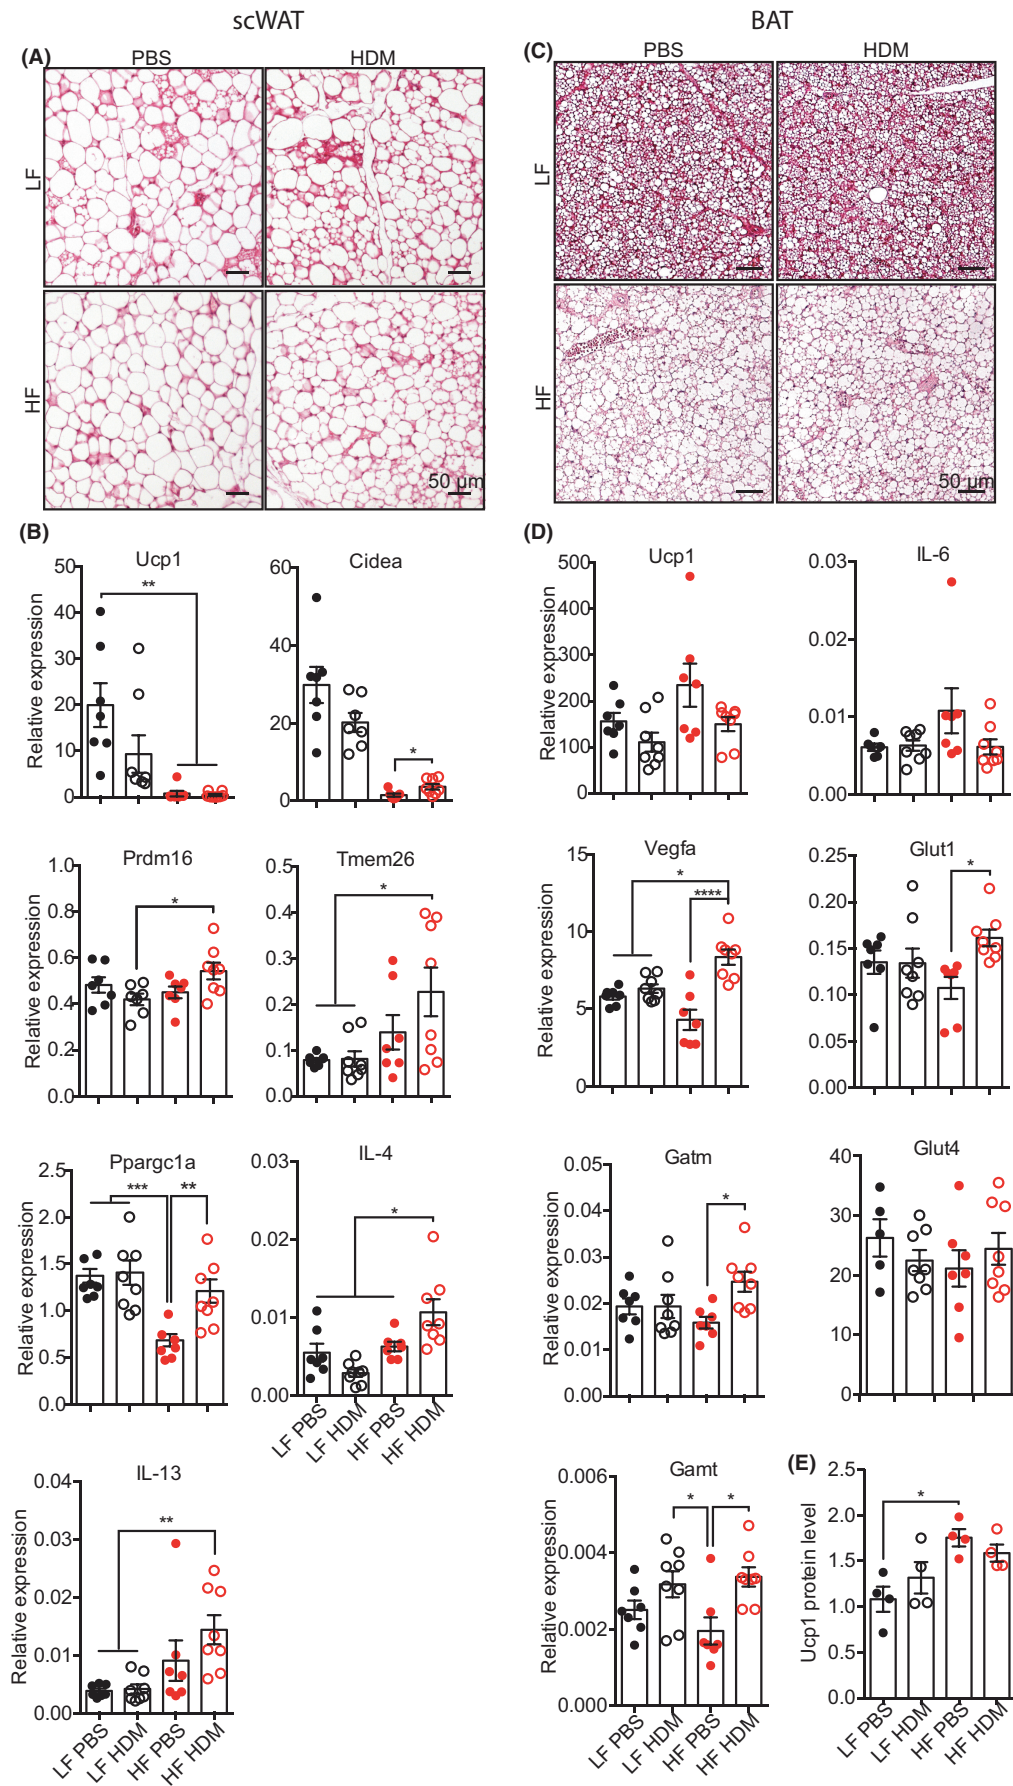 scWAT
BAT
(A)
PBS
HDM
(C)
PBS
HDM
LF
LF
HF
HF
50 µm
50 µm
(B)
(D)
Ucp1
50
40
30
20
10
0
Relative expression
**
Cidea
60
40
20
0
*
Ucp1
500
400
300
200
100
0
Relative expression
IL-6
0.03
0.02
0.01
0.00
Prdm16
1.0
0.8
0.6
0.4
0.2
0.0
Relative expression
*
Tmem26
0.5
0.4
0.3
0.2
0.1
0.0
*
Vegfa
15
10
5
0
Relative expression
*
****
Glut1
0.25
0.20
0.15
0.10
0.05
0.00
*
Ppargc1a
2.5
2.0
1.5
1.0
0.5
0.0
Relative expression
***
**
IL-4
0.03
0.02
0.01
0.00
*
LF PBS
LF HDM
HF PBS
HF HDM
Gatm
0.05
0.04
0.03
0.02
0.01
0.00
Relative expression
*
Glut4
40
30
20
10
0
IL-13
0.04
0.03
0.02
0.01
0.00
Relative expression
**
LF PBS
LF HDM
HF PBS
HF HDM
Gamt
0.006
0.004
0.002
0.000
Relative expression
*
*
LF PBS
LF HDM
HF PBS
HF HDM
(E)
2.5
2.0
1.5
1.0
0.5
0.0
Ucp1 protein level
*
LF PBS
LF HDM
HF PBS
HF HDM